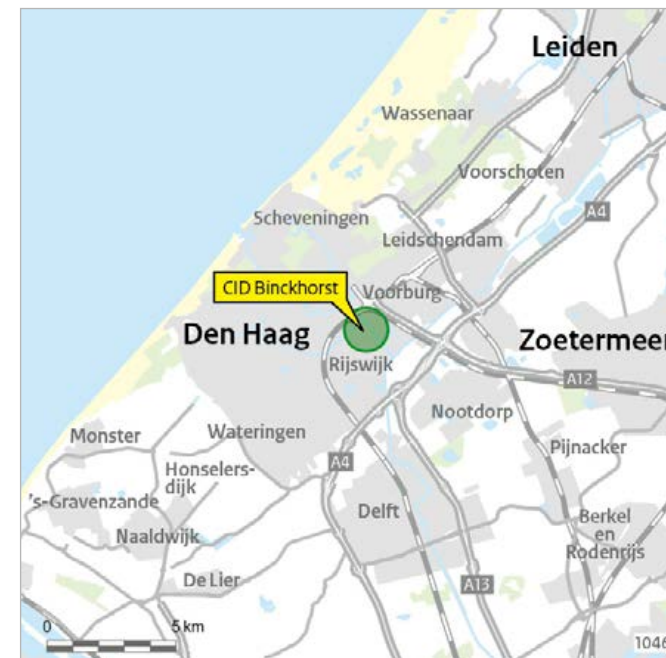 Leiden
Wassenaar
Voorschoten
A4
Scheveningen
Leidschendam
CID Binckhorst
Voorburg
Den Haag
Zoetermeer
Rijswijk
A12
Nootdorp
Monster
Wateringen
Pijnacker
A4
Honselers-
dijk
's-Gravenzande
Delft
Naaldwijk
Berkel
en
Rodenrijs
De Lier
A13
0
5 km
1046